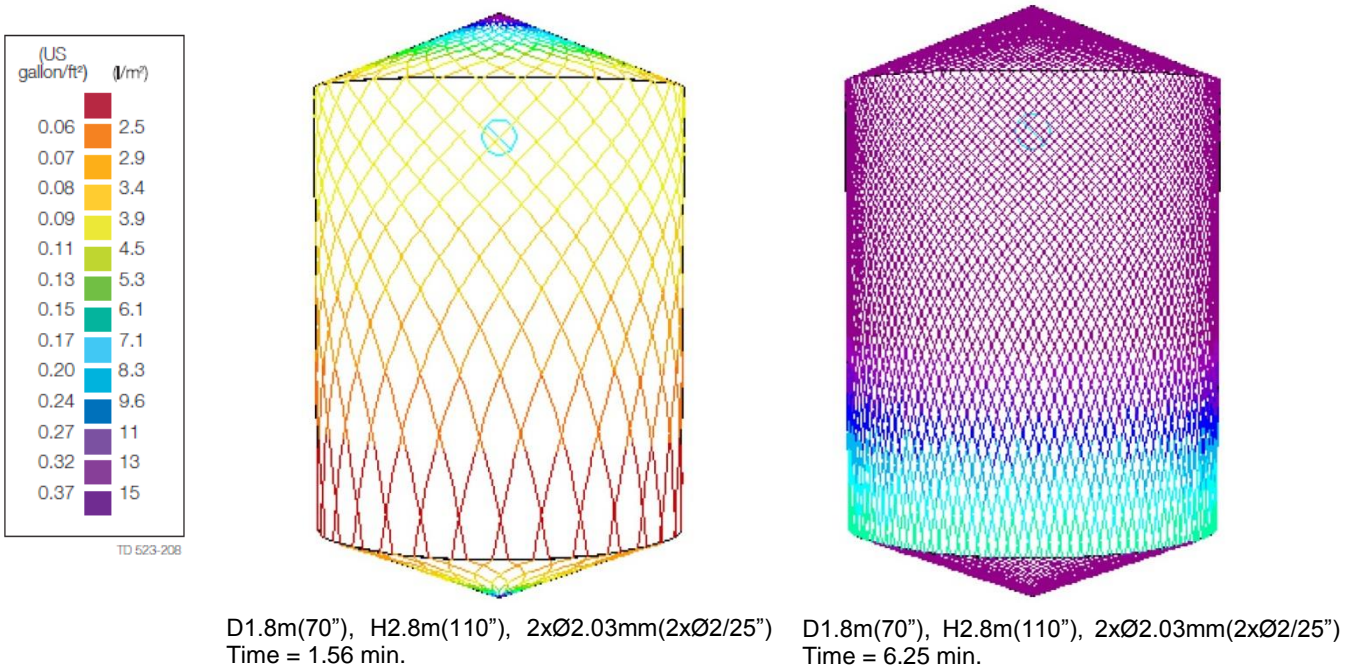 (US
gallon/ft²) (l/m²)
0.06 2.5
0.07 2.9
0.08 3.4
0.09 3.9
0.11 4.5
0.13 5.3
0.15 6.1
0.17 7.1
0.20 8.3
0.24 9.6
0.27 11
0.32 13
0.37 15
TD 523-208
D1.8m(70”), H2.8m(110”), 2xØ2.03mm(2xØ2/25”)
Time = 1.56 min.
D1.8m(70”), H2.8m(110”), 2xØ2.03mm(2xØ2/25”)
Time = 6.25 min.